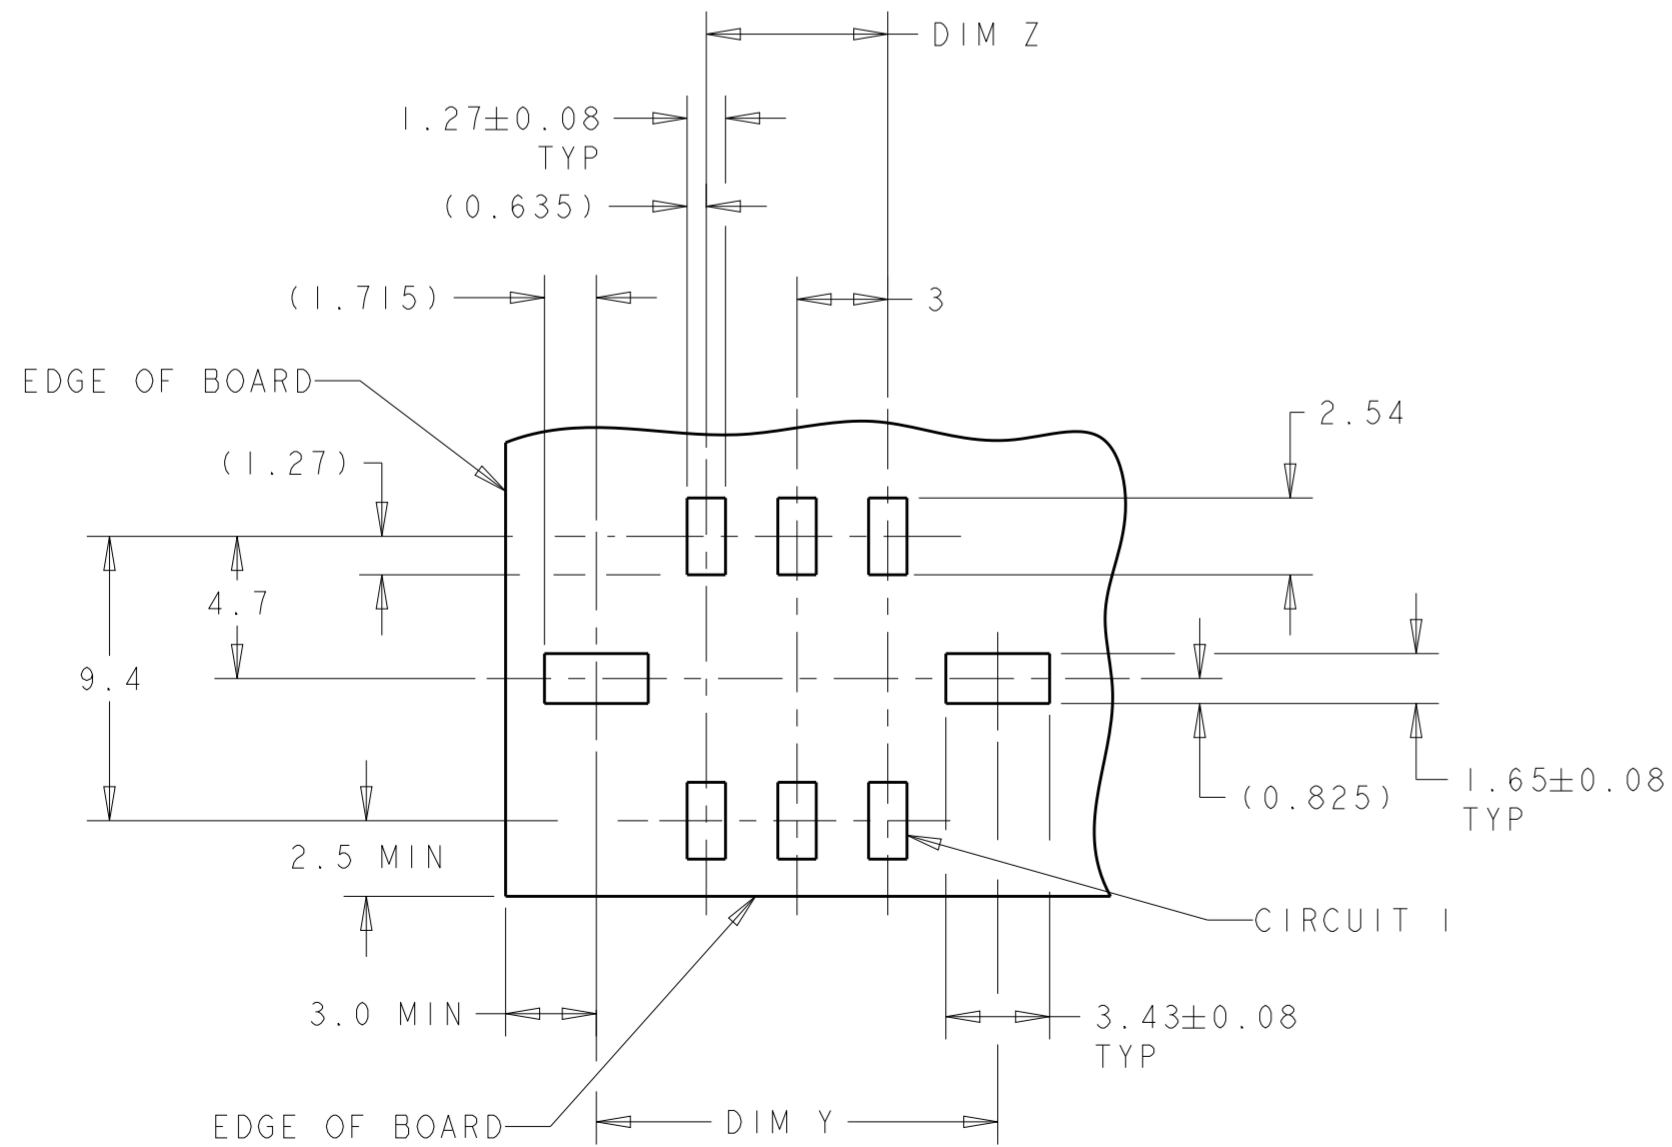 DIM Z
1.27±0.08
TYP
(0.635)
(1.715)
3
EDGE OF BOARD
2.54
(1.27)
4.7
9.4
1.65±0.08
TYP
(0.825)
2.5 MIN
CIRCUIT 1
3.0 MIN
3.43±0.08
TYP
DIM Y
EDGE OF BOARD